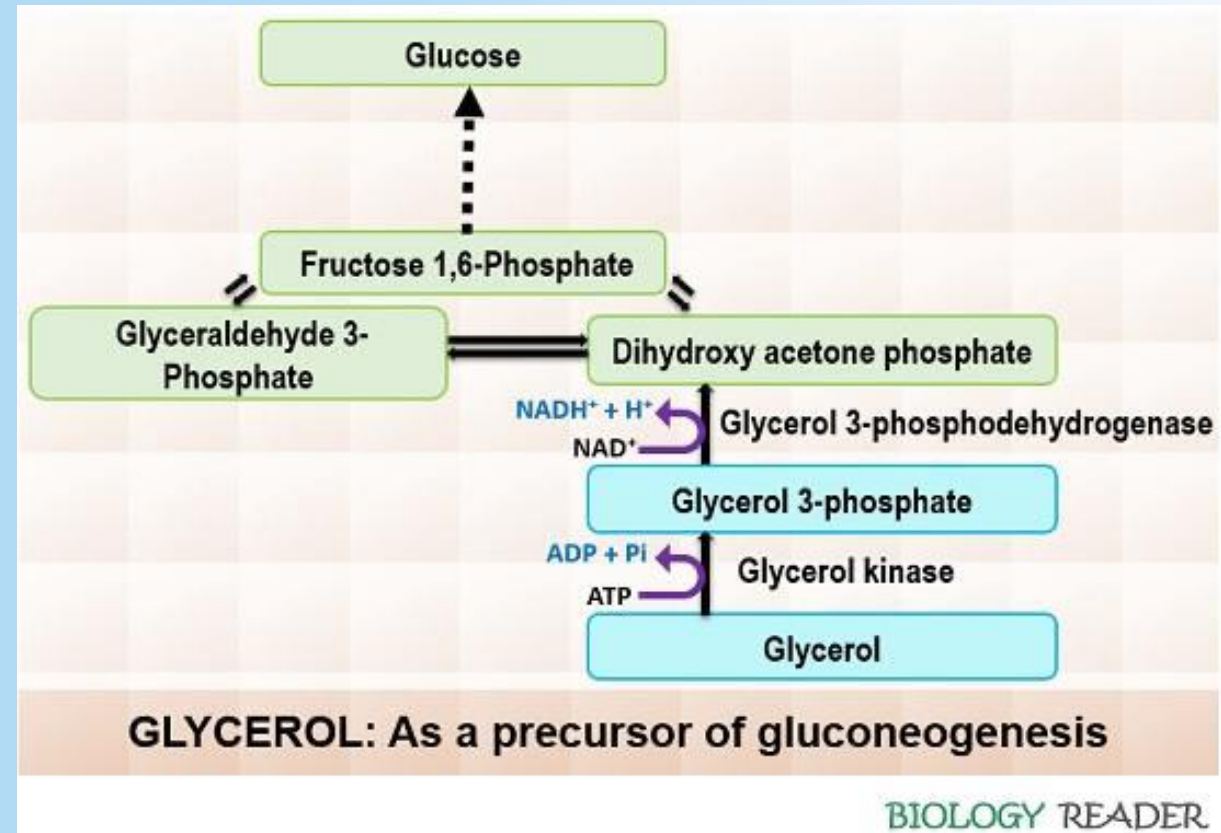 Glucose
Fructose 1,6-Phosphate
Glyceraldehyde 3-
Phosphate
Dihydroxy acetone phosphate
NADH⁺ + H⁺
NAD⁺
Glycerol 3-phosphodehydrogenase
Glycerol 3-phosphate
ADP + Pi
ATP
Glycerol kinase
Glycerol
GLYCEROL: As a precursor of gluconeogenesis
BIOLOGY READER